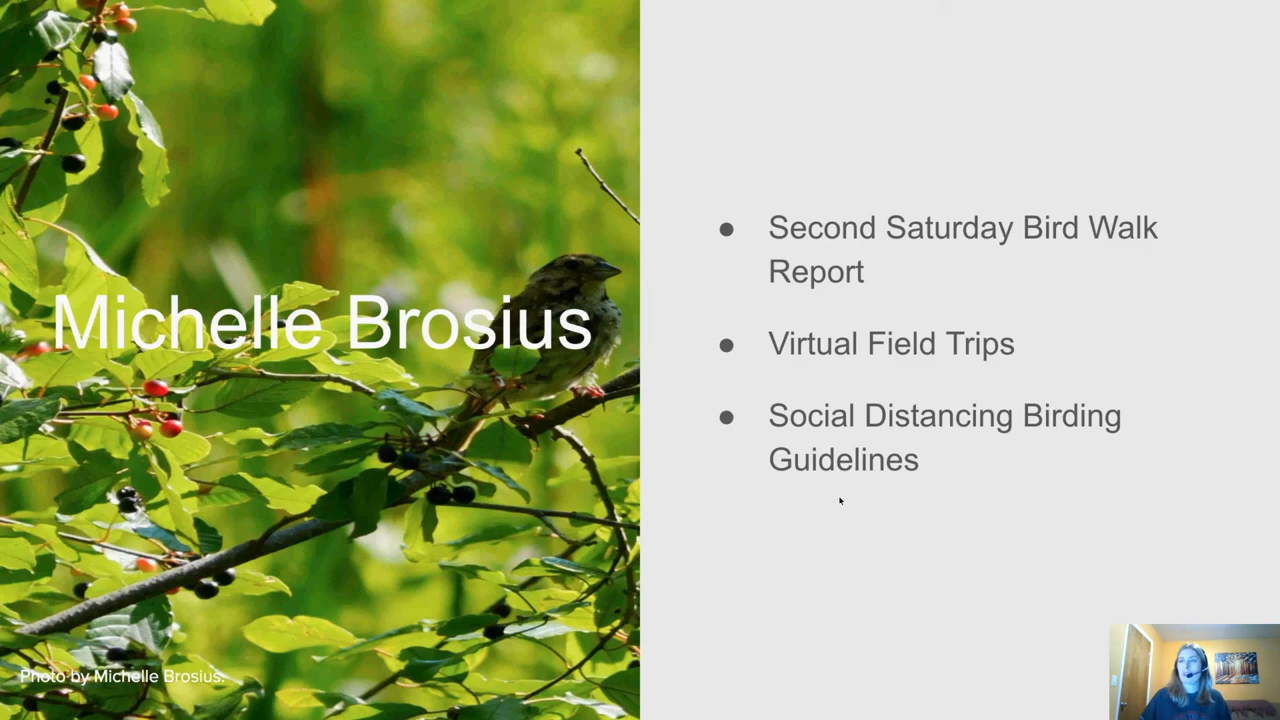 Michelle Brosius
Photo by Michelle Brosius.
● Second Saturday Bird Walk
Report
● Virtual Field Trips
● Social Distancing Birding
Guidelines